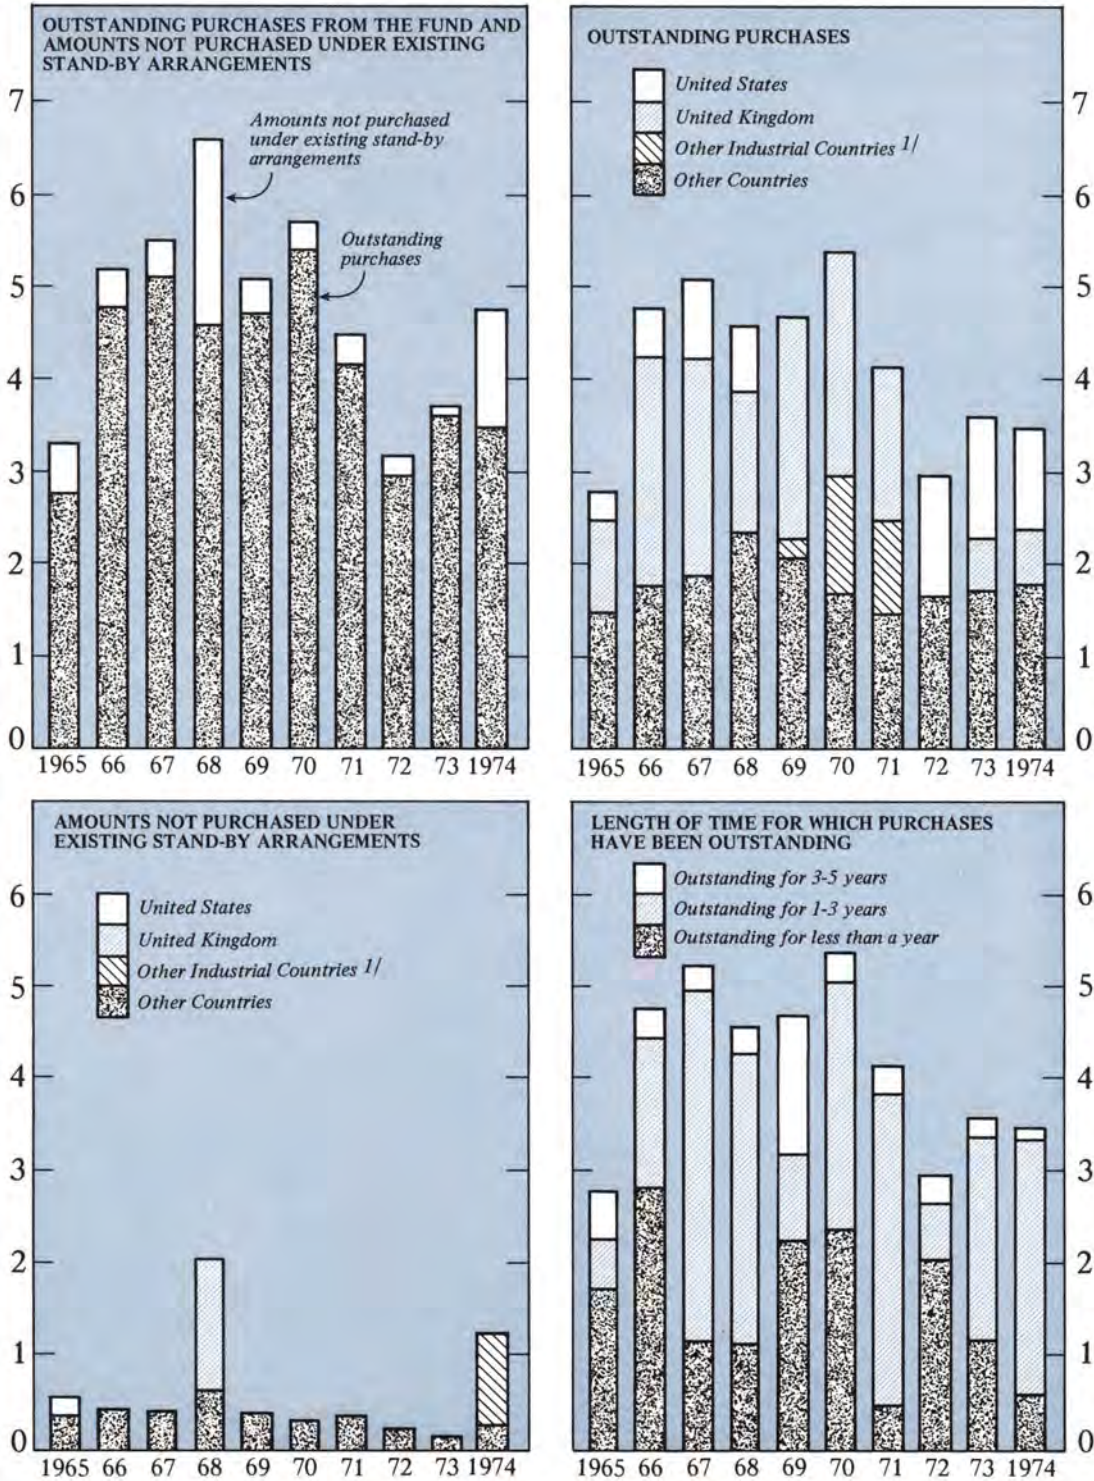 OUTSTANDING PURCHASES FROM THE FUND AND
AMOUNTS NOT PURCHASED UNDER EXISTING
STAND-BY ARRANGEMENTS
7
6
5
4
3
2
1
0
Amounts not purchased
under existing stand-by
arrangements
Outstanding
purchases
1965 66 67 68 69 70 71 72 73 1974
OUTSTANDING PURCHASES
United States
United Kingdom
Other Industrial Countries 1/
Other Countries
7
6
5
4
3
2
1
0
1965 66 67 68 69 70 71 72 73 1974
AMOUNTS NOT PURCHASED UNDER
EXISTING STAND-BY ARRANGEMENTS
United States
United Kingdom
Other Industrial Countries 1/
Other Countries
6
5
4
3
2
1
0
1965 66 67 68 69 70 71 72 73 1974
LENGTH OF TIME FOR WHICH PURCHASES
HAVE BEEN OUTSTANDING
Outstanding for 3-5 years
Outstanding for 1-3 years
Outstanding for less than a year
6
5
4
3
2
1
0
1965 66 67 68 69 70 71 72 73 1974